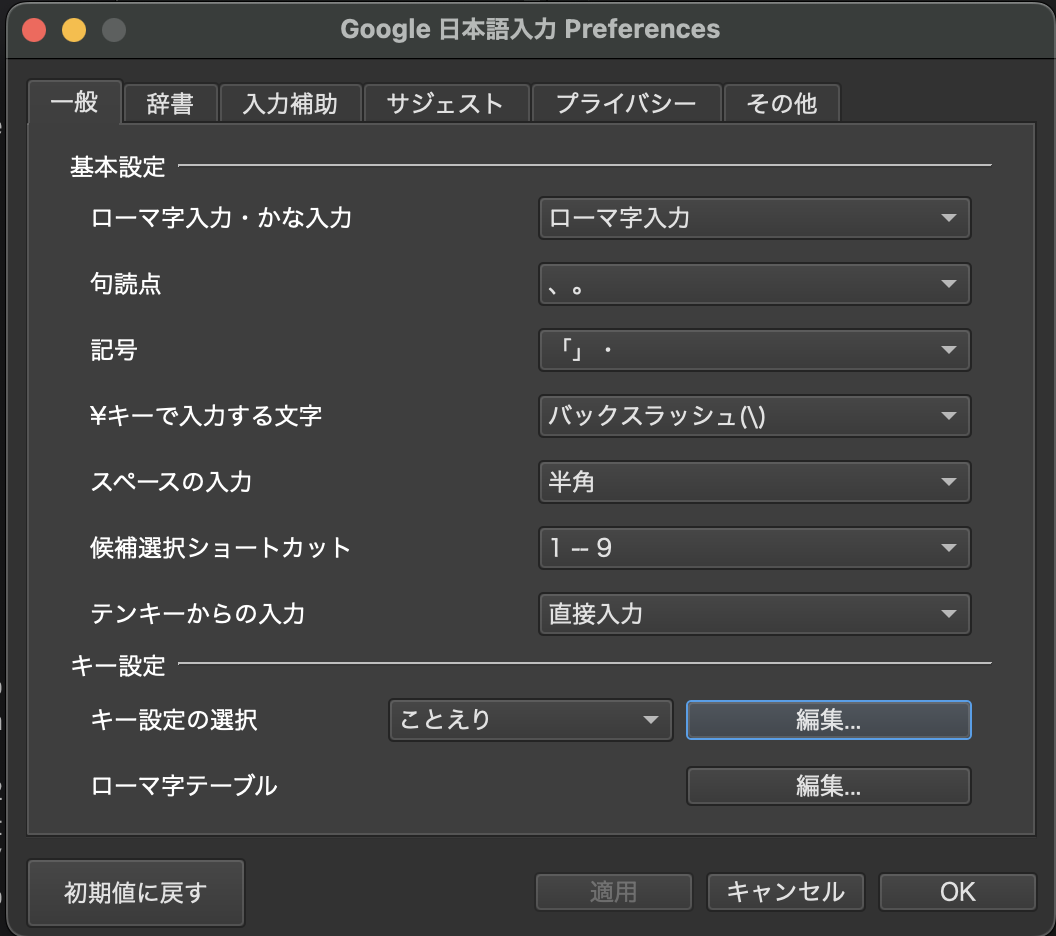 Google 日本語入力 Preferences
一般 辞書 入力補助 サジェスト プライバシー その他
基本設定
ローマ字入力・かな入力 ローマ字入力
句読点 、。
記号 「」・
¥キーで入力する文字 バックスラッシュ(\)
スペースの入力 半角
候補選択ショートカット 1 -- 9
テンキーからの入力 直接入力
キー設定
キー設定の選択 ことえり 編集...
ローマ字テーブル 編集...
初期値に戻す 適用 キャンセル OK